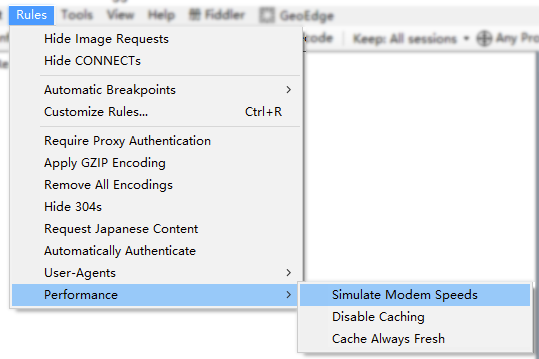 Rules Tools View Help Fiddler GeoEdge
code Keep: All sessions Any Pro
Hide Image Requests
Hide CONNECTs
Automatic Breakpoints
Customize Rules... Ctrl+R
Require Proxy Authentication
Apply GZIP Encoding
Remove All Encodings
Hide 304s
Request Japanese Content
Automatically Authenticate
User-Agents
Performance
Simulate Modem Speeds
Disable Caching
Cache Always Fresh